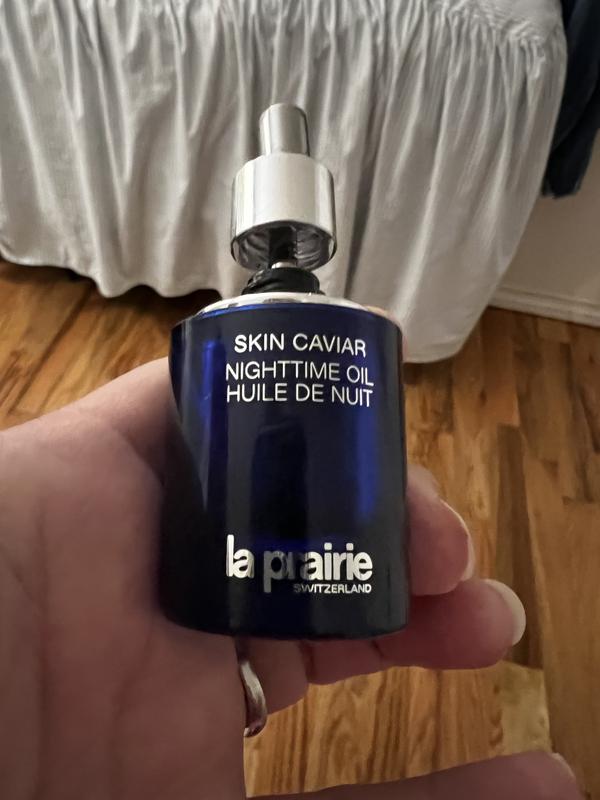 SKIN CAVIAR
NIGHTTIME OIL
HUILE DE NUIT
la prairie
SWITZERLAND